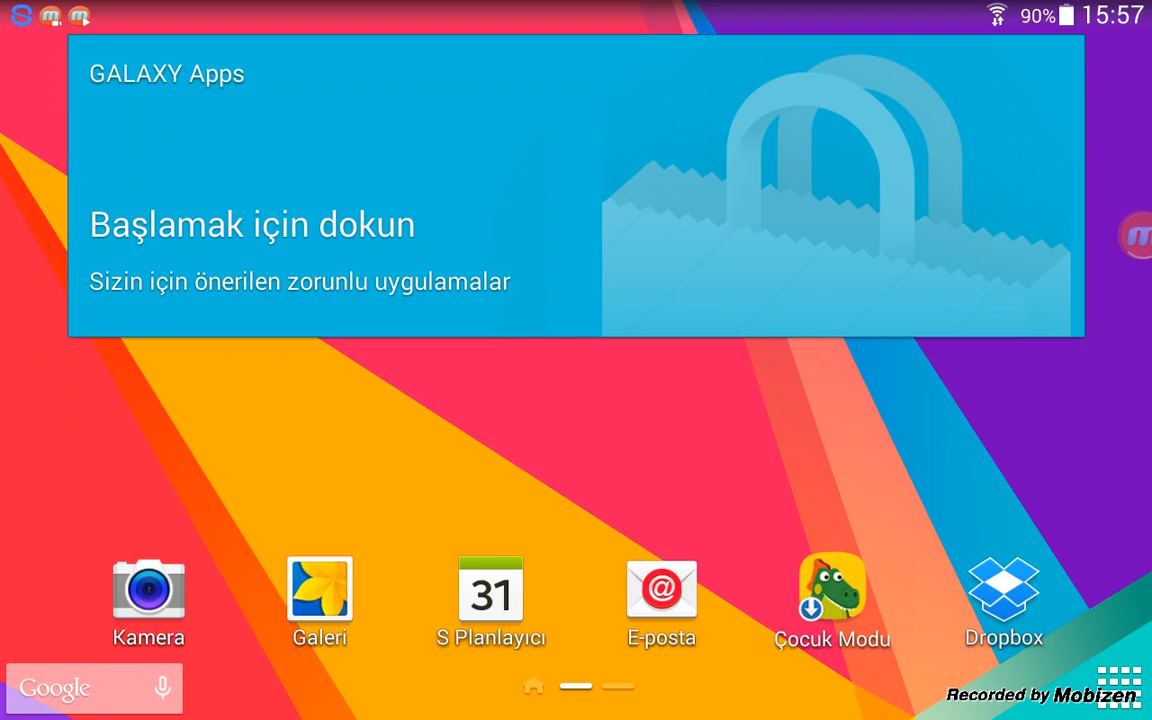 90% 15:57
GALAXY Apps
Başlamak için dokun
Sizin için önerilen zorunlu uygulamalar
31
@
Kamera Galeri S Planlayıcı E-posta Çocuk Modu Dropbox
Google
Recorded by Mobizen